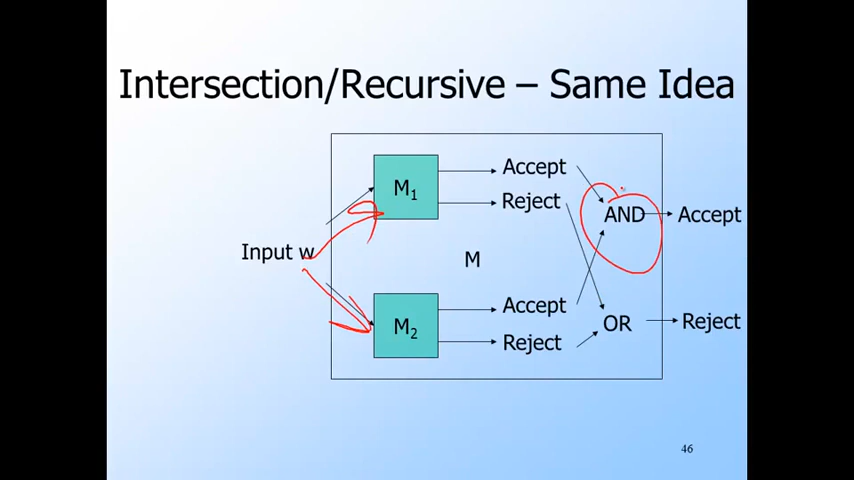 Intersection/Recursive – Same Idea
Accept
M1
Reject
AND
Accept
Input w
M
Accept
M2
Reject
OR
Reject
46